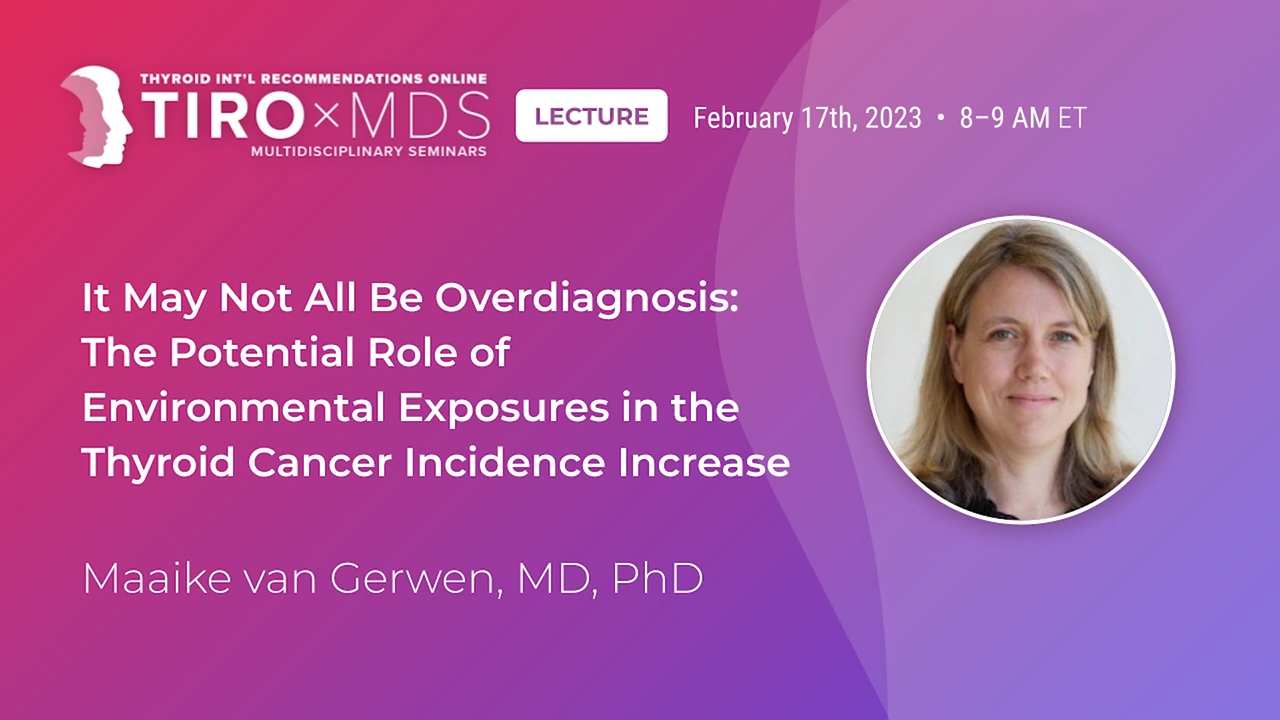 THYROID INT'L RECOMMENDATIONS ONLINE
TIRO×MDS
MULTIDISCIPLINARY SEMINARS
LECTURE
February 17th, 2023 • 8–9 AM ET
It May Not All Be Overdiagnosis:
The Potential Role of
Environmental Exposures in the
Thyroid Cancer Incidence Increase
Maaike van Gerwen, MD, PhD